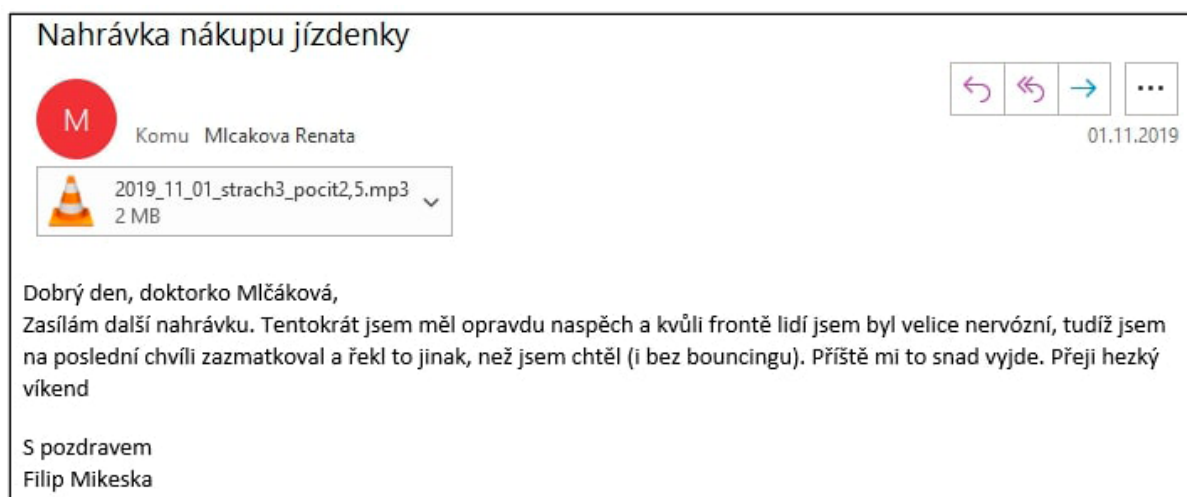 Nahrávka nákupu jízdenky
M
Komu Mlcakova Renata
01.11.2019
2019_11_01_strach3_pocit2,5.mp3
2 MB
Dobrý den, doktorko Mlčáková,
Zasílám další nahrávku. Tentokrát jsem měl opravdu naspěch a kvůli frontě lidí jsem byl velice nervózní, tudíž jsem
na poslední chvíli zazmatkoval a řekl to jinak, než jsem chtěl (i bez bouncingu). Příště mi to snad vyjde. Přeji hezký
víkend
S pozdravem
Filip Mikeska